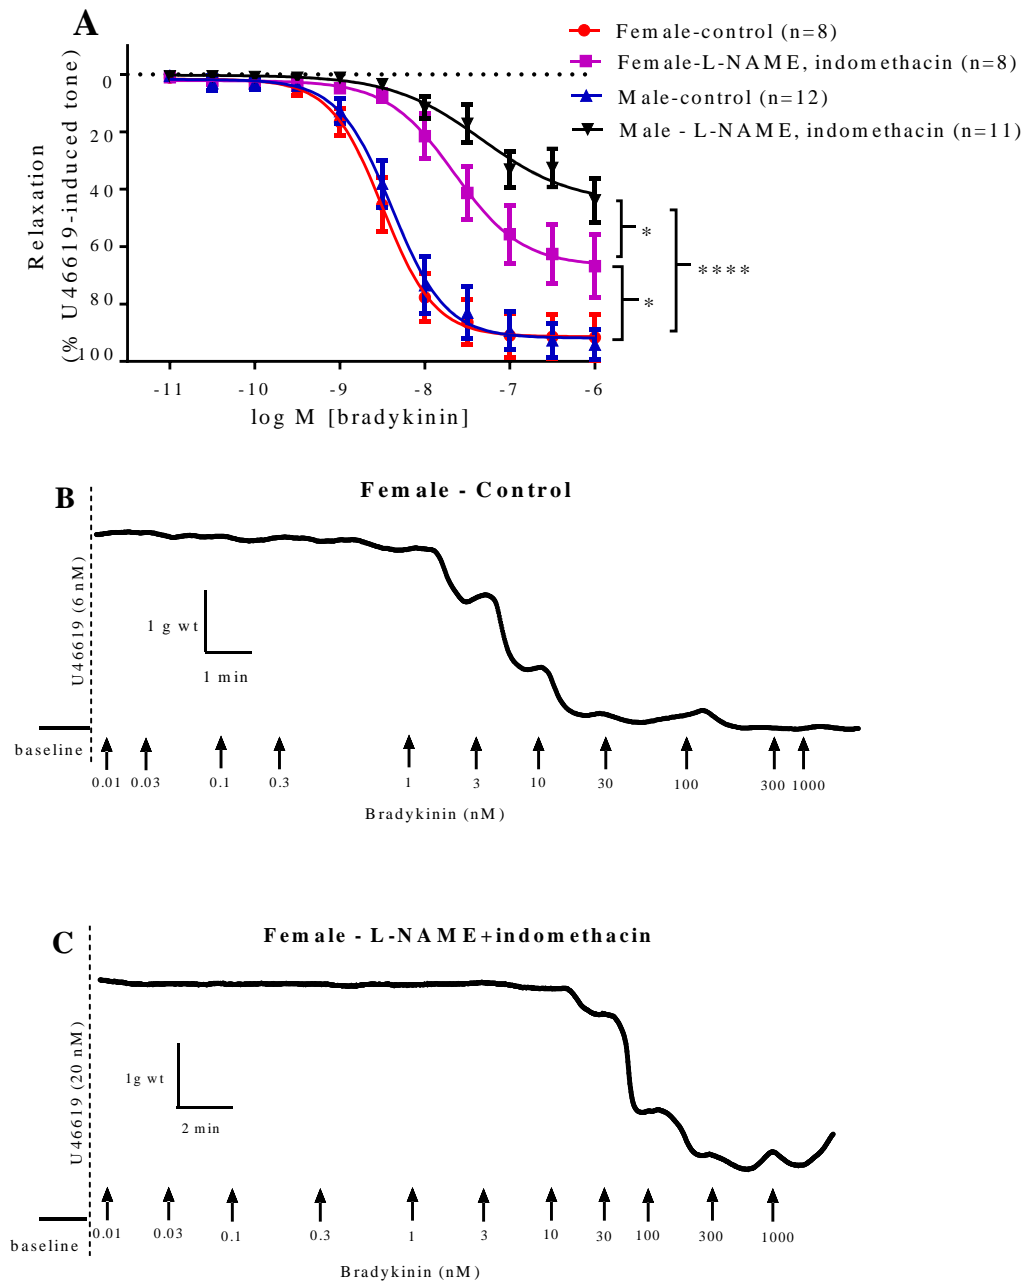 A
Female-control (n=8)
Female-L-NAME, indomethacin (n=8)
Male-control (n=12)
Male - L-NAME, indomethacin (n=11)
Relaxation
(% U46619-induced tone)
0
20
40
60
80
100
*
*
****
-11 -10 -9 -8 -7 -6
log M [bradykinin]
B
Female - Control
U46619 (6 nM)
1 g wt
1 min
baseline
0.01 0.03 0.1 0.3 1 3 10 30 100 300 1000
Bradykinin (nM)
C
Female - L-NAME+indomethacin
U46619 (20 nM)
1g wt
2 min
baseline
0.01 0.03 0.1 0.3 1 3 10 30 100 300 1000
Bradykinin (nM)